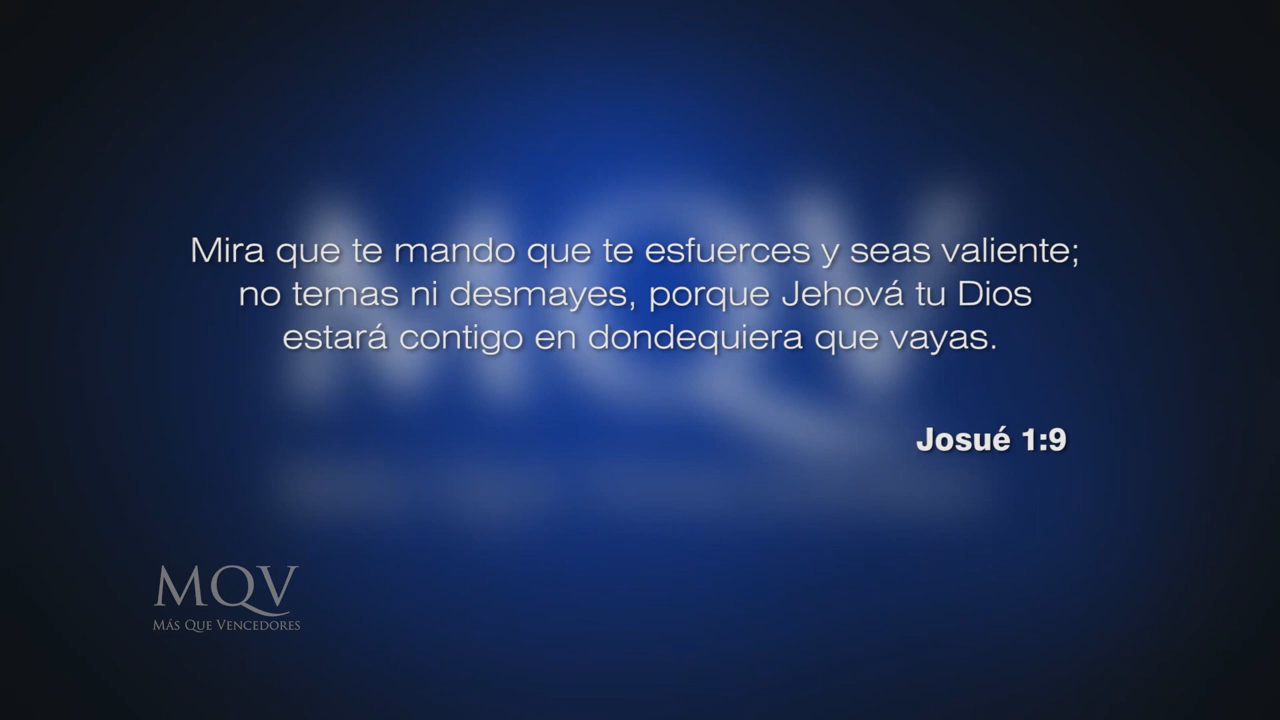 Mira que te mando que te esfuerces y seas valiente;
no temas ni desmayes, porque Jehová tu Dios
estará contigo en dondequiera que vayas.
Josué 1:9
MQV
MÁS QUE VENCEDORES